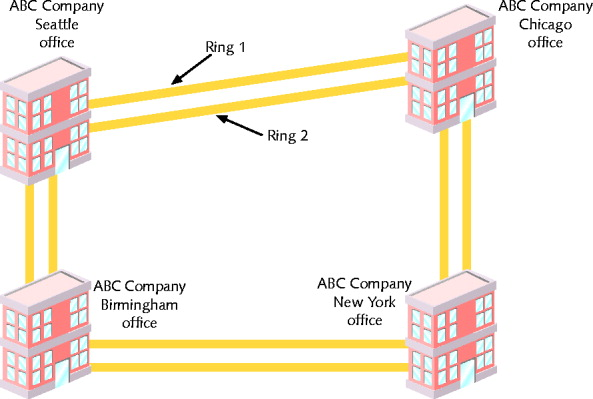 ABC Company
Seattle
office
ABC Company
Chicago
office
Ring 1
Ring 2
ABC Company
Birmingham
office
ABC Company
New York
office